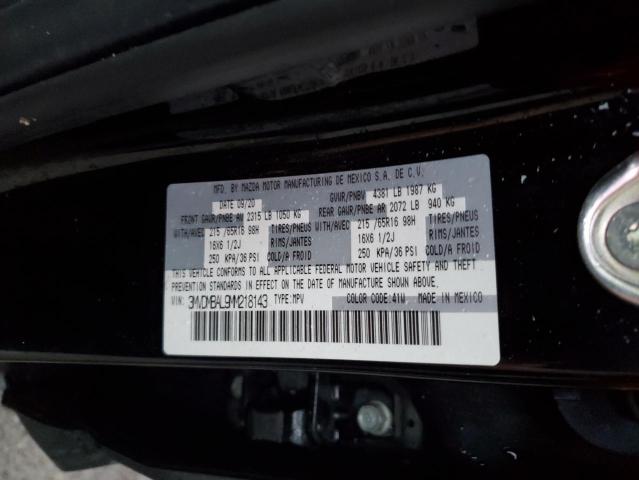 MFD. BY MAZDA MOTOR MANUFACTURING DE MEXICO S.A. DE C.V.
DATE 09/20 GVWR/PNBV 4381 LB 1987 KG
FRONT GAWR/PNBE AV 2315 LB 1050 KG REAR GAWR/PNBE AR 2072 LB 940 KG
WITH/AVEC 215 /65R16 98H TIRES/PNEUS WITH/AVEC 215 /65R16 98H TIRES/PNEUS
16X6 1/2J RIMS/JANTES 16X6 1/2J RIMS/JANTES
250 KPA/36 PSI COLD/A FROID 250 KPA/36 PSI COLD/A FROID
THIS VEHICLE CONFORMS TO ALL APPLICABLE FEDERAL MOTOR VEHICLE SAFETY AND THEFT
PREVENTION STANDARDS IN EFFECT ON THE DATE OF MANUFACTURE SHOWN ABOVE.
VIN: 3MVDMBAL9MM218143 TYPE: MPV COLOR CODE: 41W MADE IN MEXICO